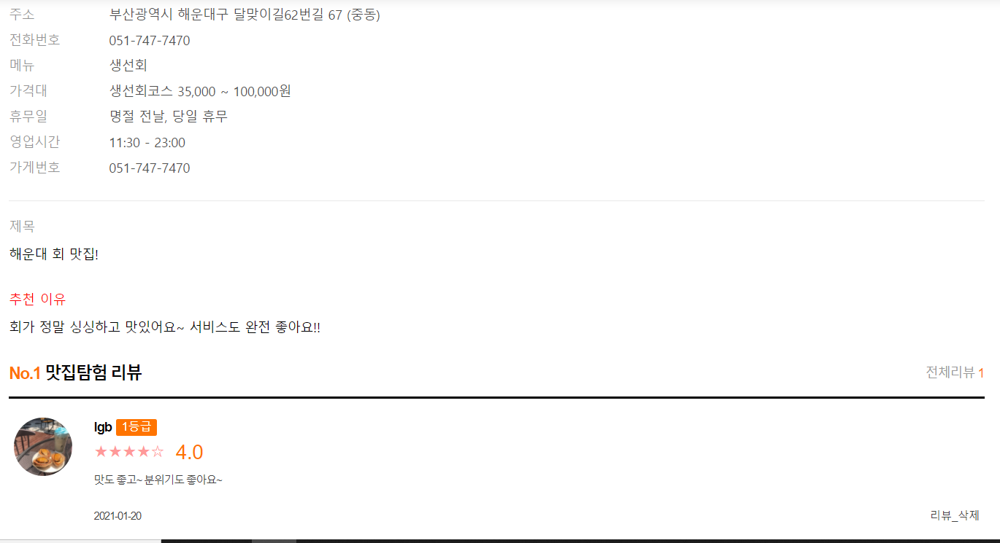 주소 부산광역시 해운대구 달맞이길62번길 67 (중동)
전화번호 051-747-7470
메뉴 생선회
가격대 생선회코스 35,000 ~ 100,000원
휴무일 명절 전날, 당일 휴무
영업시간 11:30 - 23:00
가게번호 051-747-7470
제목
해운대 회 맛집!
추천 이유
회가 정말 싱싱하고 맛있어요~ 서비스도 완전 좋아요!!
No.1 맛집탐험 리뷰 전체리뷰 1
lgb 1등급
★★★★☆ 4.0
맛도 좋고~ 분위기도 좋아요~
2021-01-20 리뷰_삭제